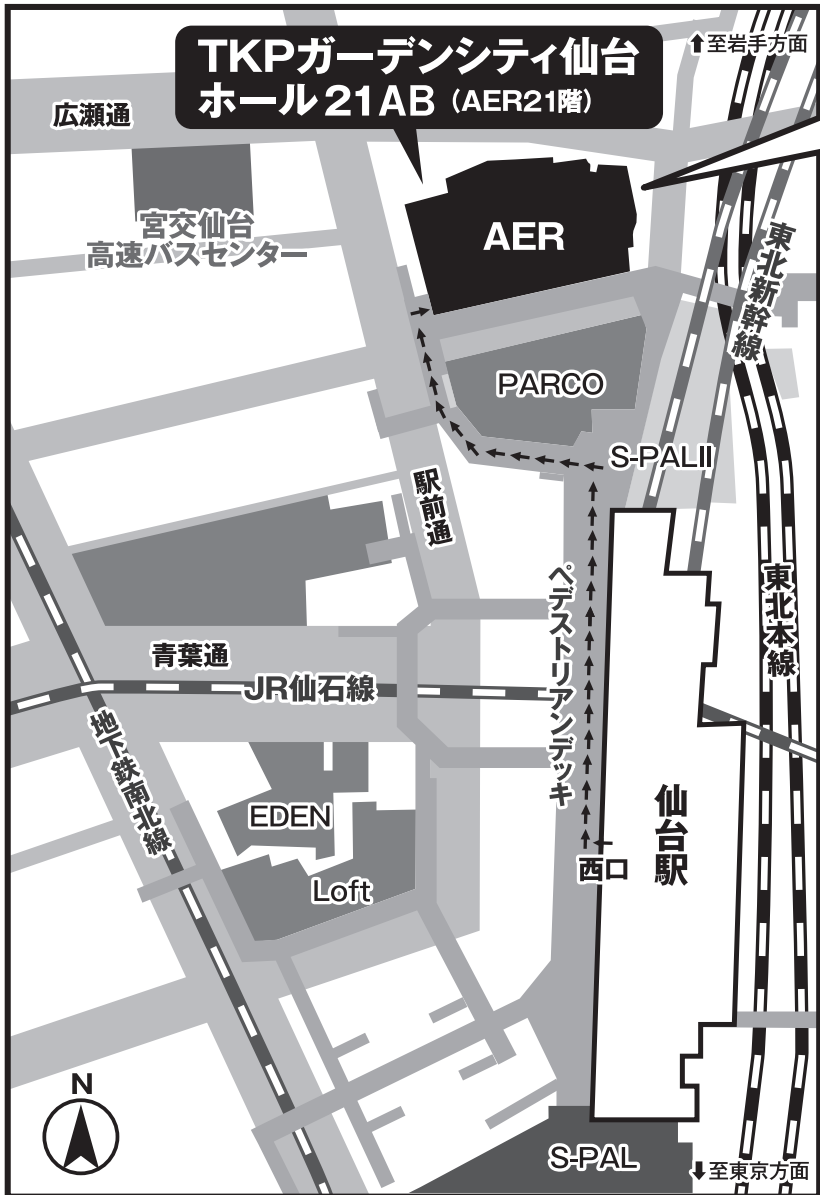 TKPガーデンシティ仙台
ホール21AB（AER21階）
↑至岩手方面
広瀬通
宮交仙台
高速バスセンター
AER
東北新幹線
PARCO
S-PALⅡ
駅前通
ペデストリアンデッキ
東北本線
青葉通
JR仙石線
地下鉄南北線
EDEN
Loft
仙台駅
西口
N
S-PAL
↓至東京方面